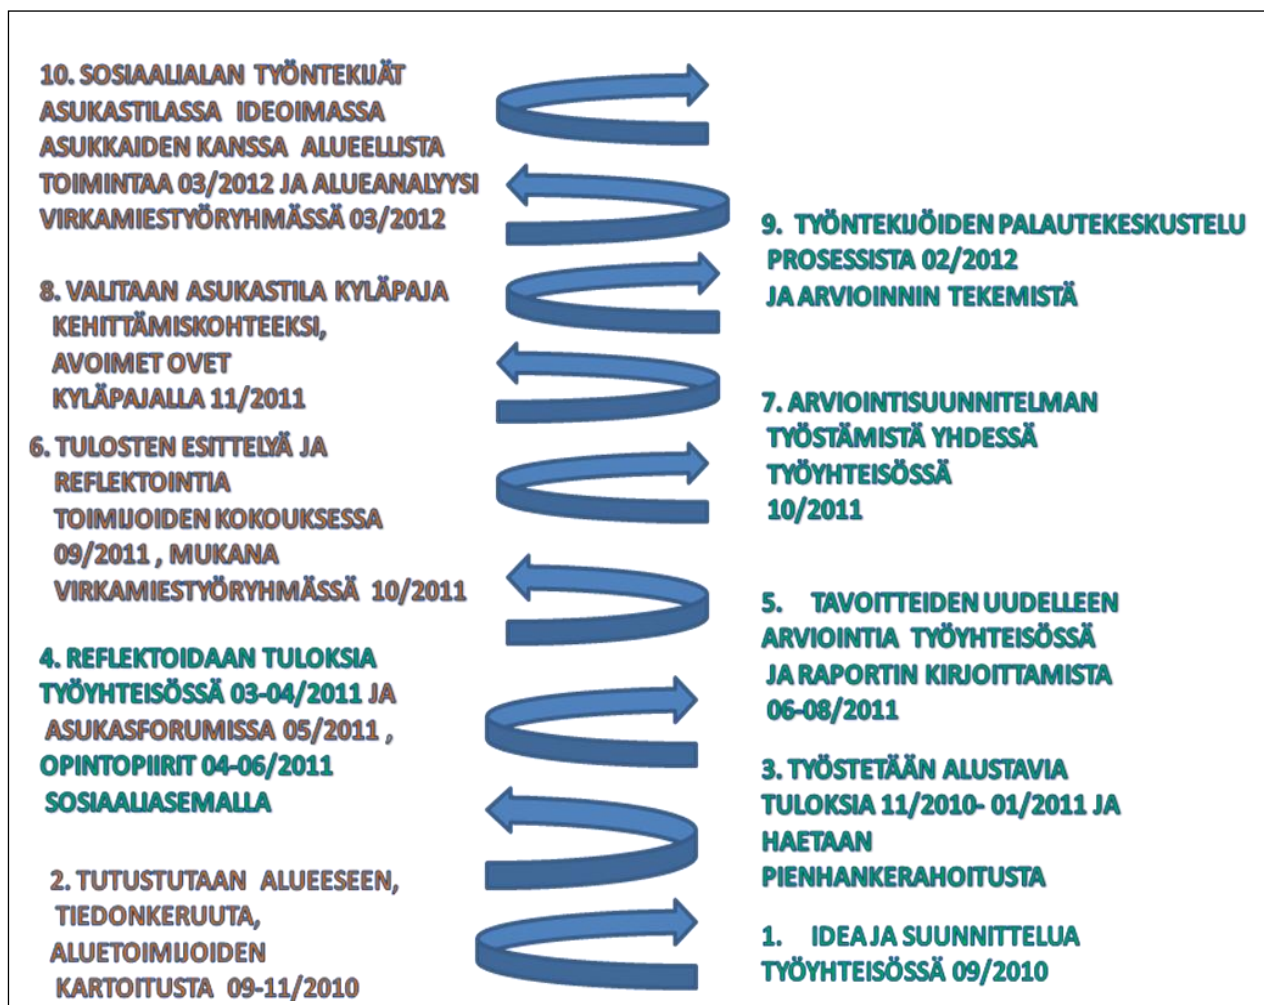 10. SOSIAALIALAN TYÖNTEKIJÄT
ASUKASTILASSA IDEOIMASSA
ASUKKAIDEN KANSSA ALUEELLISTA
TOIMINTAA 03/2012 JA ALUEANALYYSI
VIRKAMIESTYÖRYHMÄSSÄ 03/2012
9. TYÖNTEKIJÖIDEN PALAUTEKESKUSTELU
PROSESSISTA 02/2012
JA ARVIOINNIN TEKEMISTÄ
8. VALITAAN ASUKASTILA KYLÄPAJA
KEHITTÄMISKOHTEEKSI,
AVOIMET OVET
KYLÄPAJALLA 11/2011
7. ARVIOINTISUUNNITELMAN
TYÖSTÄMISTÄ YHDESSÄ
TYÖYHTEISÖSSÄ
10/2011
6. TULOSTEN ESITTELYÄ JA
REFLEKTOINTIA
TOIMIJOIDEN KOKOUKSESSA
09/2011 , MUKANA
VIRKAMIESTYÖRYHMÄSSÄ 10/2011
5. TAVOITTEIDEN UUDELLEEN
ARVIOINTIA TYÖYHTEISÖSSÄ
JA RAPORTIN KIRJOITTAMISTA
06-08/2011
4. REFLEKTOIDAAN TULOKSIA
TYÖYHTEISÖSSÄ 03-04/2011 JA
ASUKASFORUMISSA 05/2011 ,
OPINTOPIIRIT 04-06/2011
SOSIAALIASEMALLA
3. TYÖSTETÄÄN ALUSTAVIA
TULOKSIA 11/2010- 01/2011 JA
HAETAAN
PIENHANKERAHOITUSTA
2. TUTUSTUTAAN ALUEESEEN,
TIEDONKERUUTA,
ALUETOIMIJOIDEN
KARTOITUSTA 09-11/2010
1. IDEA JA SUUNNITTELUA
TYÖYHTEISÖSSÄ 09/2010